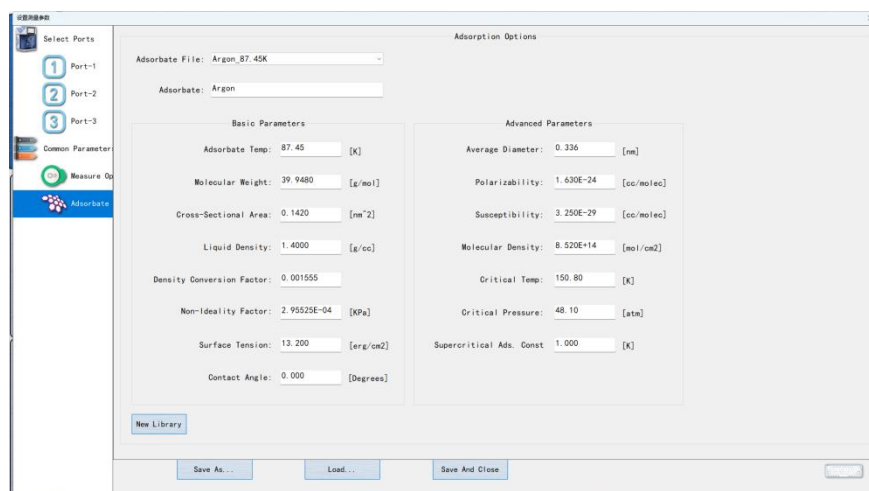 设置测量参数
Select Ports
1 Port-1
2 Port-2
3 Port-3
Common Parameter
Measure Op
Adsorbate
Adsorption Options
Adsorbate File: Argon_87.45K
Adsorbate: Argon
Basic Parameters
Adsorbate Temp: 87.45 [K]
Molecular Weight: 39.9480 [g/mol]
Cross-Sectional Area: 0.1420 [nm^2]
Liquid Density: 1.4000 [g/cc]
Density Conversion Factor: 0.001555
Non-Ideality Factor: 2.95525E-04 [KPa]
Surface Tension: 13.200 [erg/cm2]
Contact Angle: 0.000 [Degrees]
Advanced Parameters
Average Diameter: 0.336 [nm]
Polarizability: 1.630E-24 [cc/molec]
Susceptibility: 3.250E-29 [cc/molec]
Molecular Density: 8.520E+14 [mol/cm2]
Critical Temp: 150.80 [K]
Critical Pressure: 48.10 [atm]
Supercritical Ads. Const 1.000 [K]
New Library
Save As...
Load...
Save And Close